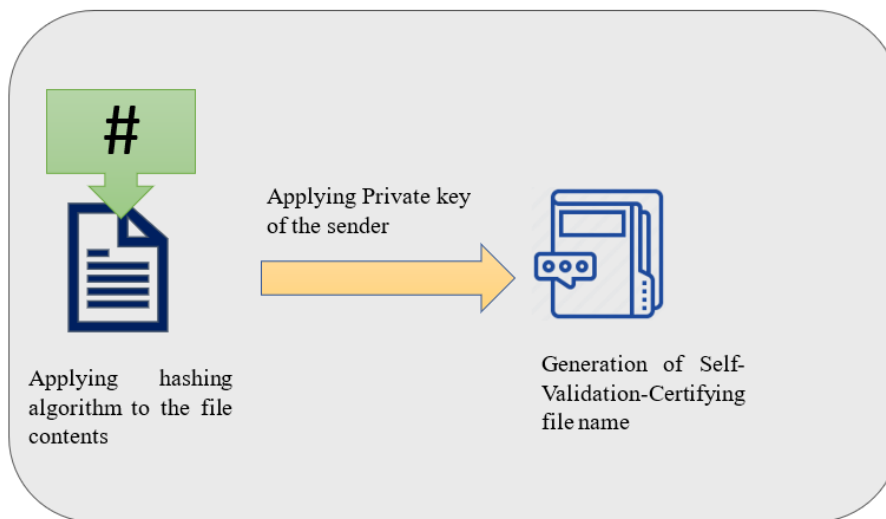 #
Applying Private key
of the sender
Applying hashing
algorithm to the file
contents
Generation of Self-
Validation-Certifying
file name